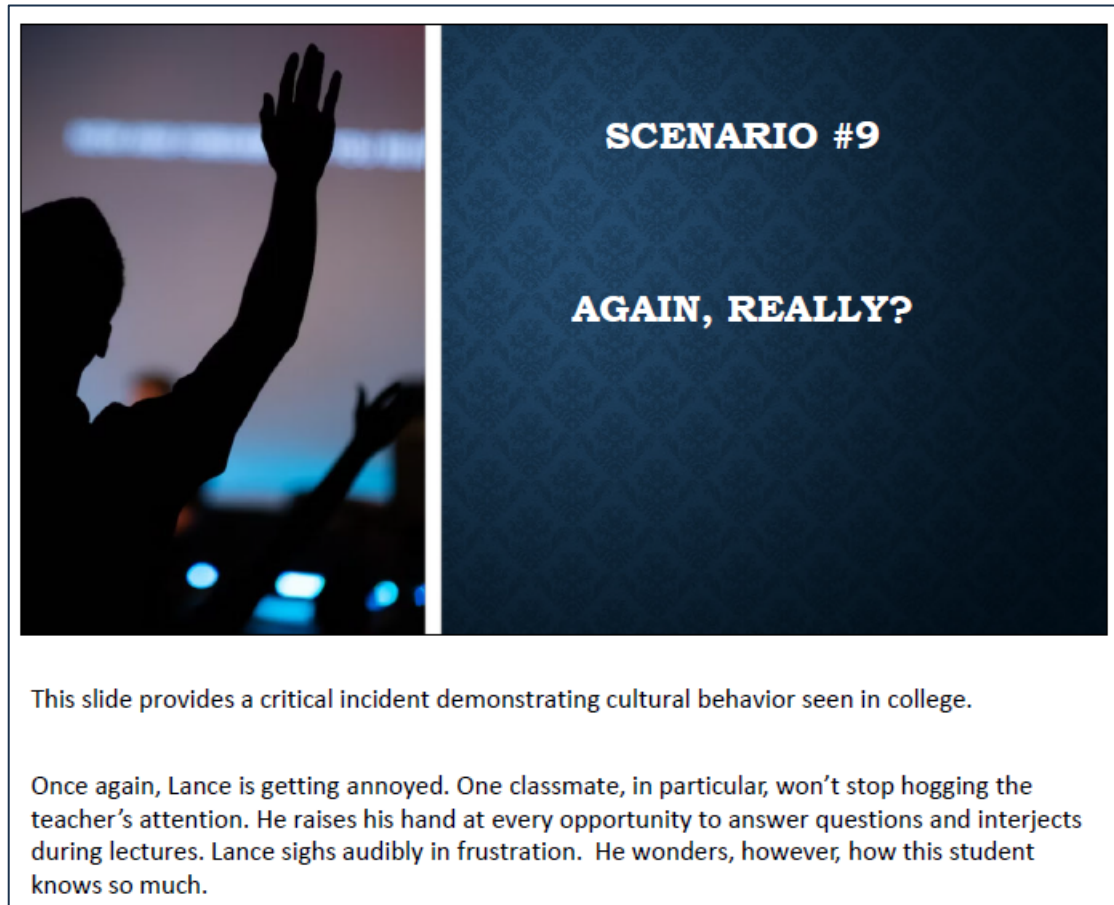 SCENARIO #9
AGAIN, REALLY?
This slide provides a critical incident demonstrating cultural behavior seen in college.
Once again, Lance is getting annoyed. One classmate, in particular, won’t stop hogging the
teacher’s attention. He raises his hand at every opportunity to answer questions and interjects
during lectures. Lance sighs audibly in frustration.  He wonders, however, how this student
knows so much.